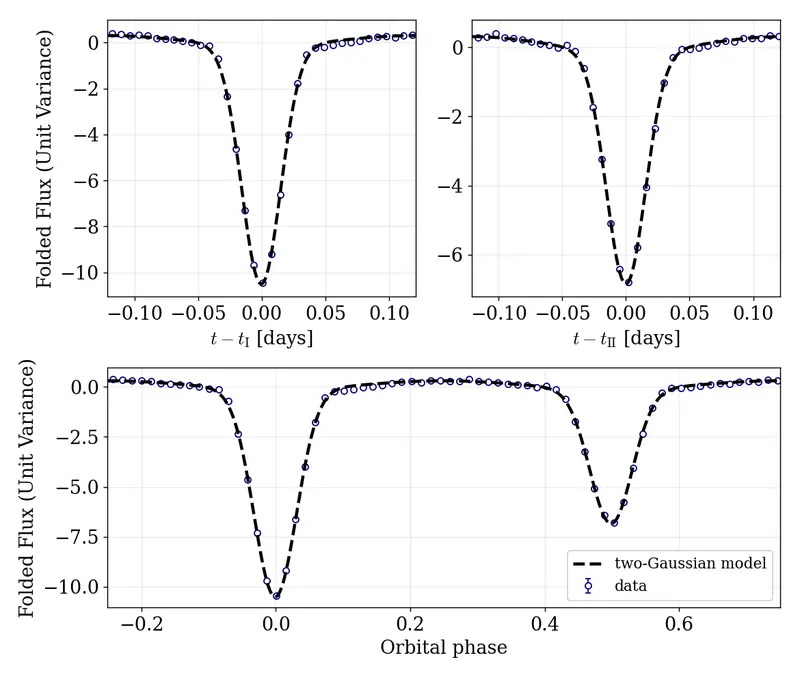 Folded Flux (Unit Variance)
0
−2
−4
−6
−8
−10
−0.10 −0.05 0.00 0.05 0.10
t − t_I [days]
0
−2
−4
−6
−0.10 −0.05 0.00 0.05 0.10
t − t_II [days]
Folded Flux (Unit Variance)
0.0
−2.5
−5.0
−7.5
−10.0
−0.2 0.0 0.2 0.4 0.6
Orbital phase
two-Gaussian model
data